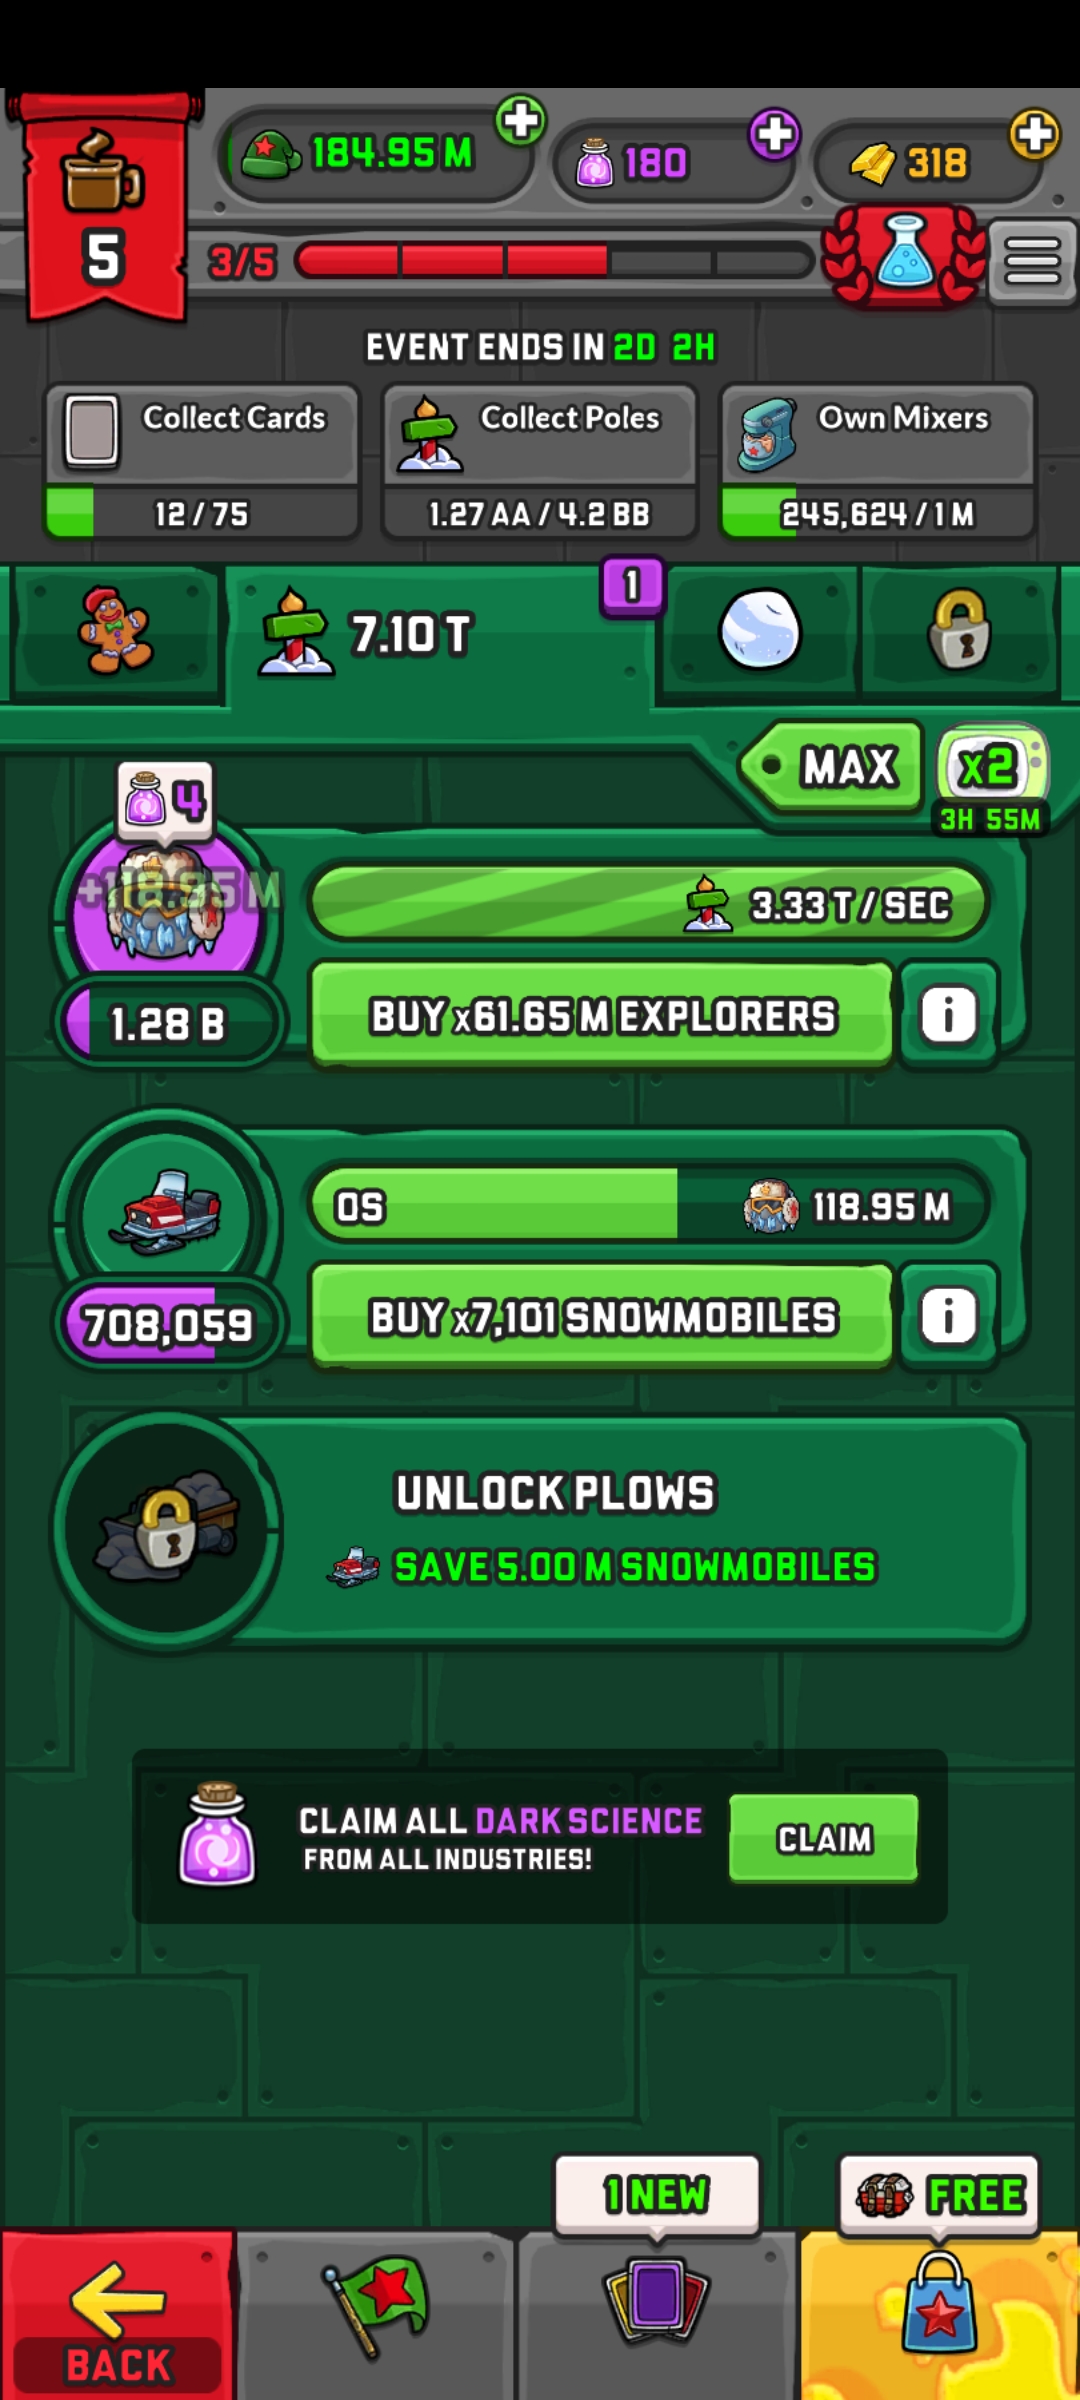 184.95 M
180
318
5
3/5
EVENT ENDS IN 2D 2H
Collect Cards
12 / 75
Collect Poles
1.27 AA / 4.2 BB
Own Mixers
245,624 / 1 M
7.10 T
1
MAX
x2
3H 55M
4
+118.95 M
3.33 T / SEC
1.28 B
BUY x61.65 M EXPLORERS
i
0S
118.95 M
708,059
BUY x7,101 SNOWMOBILES
i
UNLOCK PLOWS
SAVE 5.00 M SNOWMOBILES
CLAIM ALL DARK SCIENCE
FROM ALL INDUSTRIES!
CLAIM
1 NEW
FREE
BACK